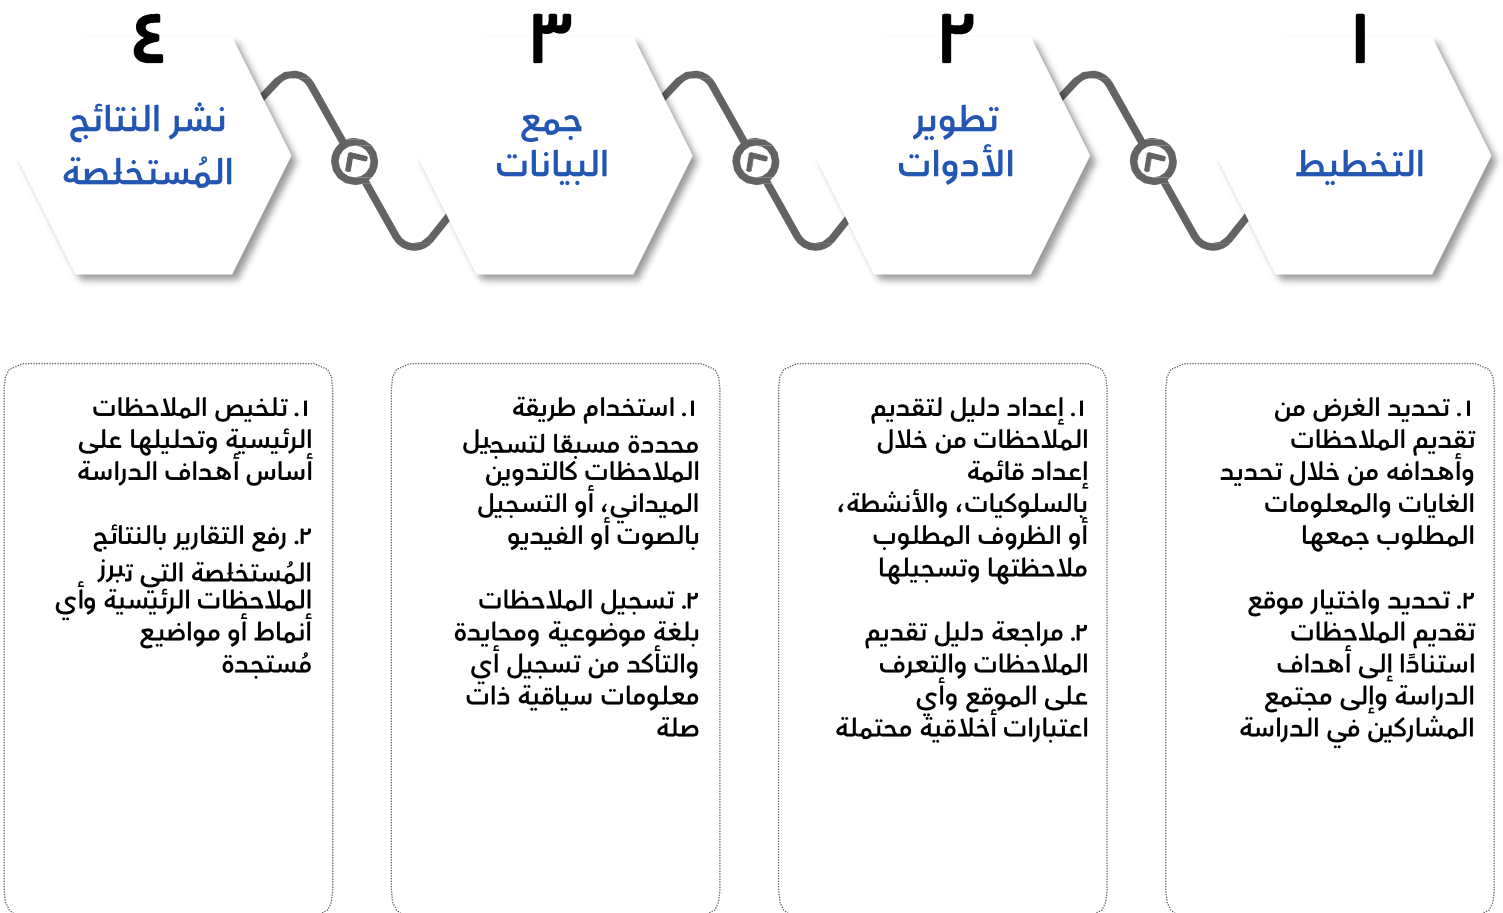 ١
التخطيط
٢
تطوير
الأدوات
٣
جمع
البيانات
٤
نشر النتائج
المُستخلصة
١. تحديد الغرض من
تقديم الملاحظات
وأهدافه من خلال تحديد
الغايات والمعلومات
المطلوب جمعها
٢. تحديد واختيار موقع
تقديم الملاحظات
استنادًا إلى أهداف
الدراسة وإلى مجتمع
المشاركين في الدراسة
١. إعداد دليل لتقديم
الملاحظات من خلال
إعداد قائمة
بالسلوكيات، والأنشطة،
أو الظروف المطلوب
ملاحظتها وتسجيلها
٢. مراجعة دليل تقديم
الملاحظات والتعرف
على الموقع وأي
اعتبارات أخلاقية محتملة
١. استخدام طريقة
محددة مسبقا لتسجيل
الملاحظات كالتدوين
الميداني، أو التسجيل
بالصوت أو الفيديو
٢. تسجيل الملاحظات
بلغة موضوعية ومحايدة
والتأكد من تسجيل أي
معلومات سياقية ذات
صلة
١. تلخيص الملاحظات
الرئيسية وتحليلها على
أساس أهداف الدراسة
٢. رفع التقارير بالنتائج
المُستخلصة التي تبرز
الملاحظات الرئيسية وأي
أنماط أو مواضيع
مُستجدة